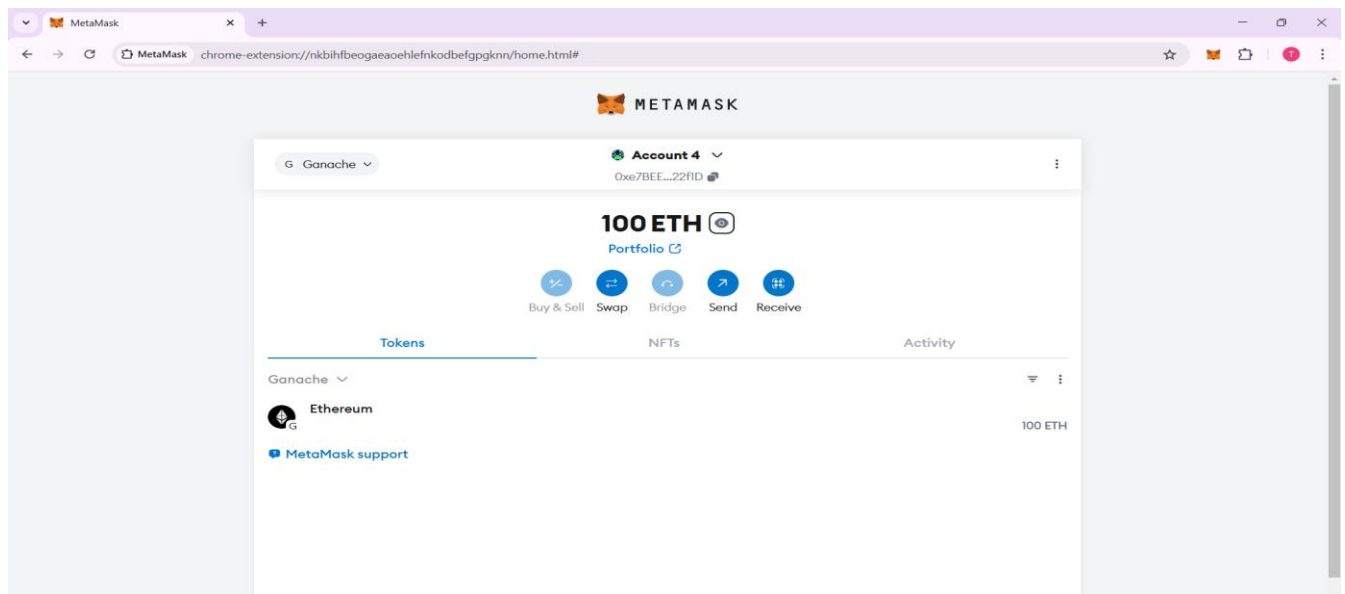 MetaMask
MetaMask chrome-extension://nkbihfbeogaeaoehlefnkodbefgpgknn/home.html#
T
METAMASK
G Ganache
Account 4
0xe7BEE...22f1D
100 ETH
Portfolio
Buy & Sell Swap Bridge Send Receive
Tokens NFTs Activity
Ganache
Ethereum
G
100 ETH
MetaMask support